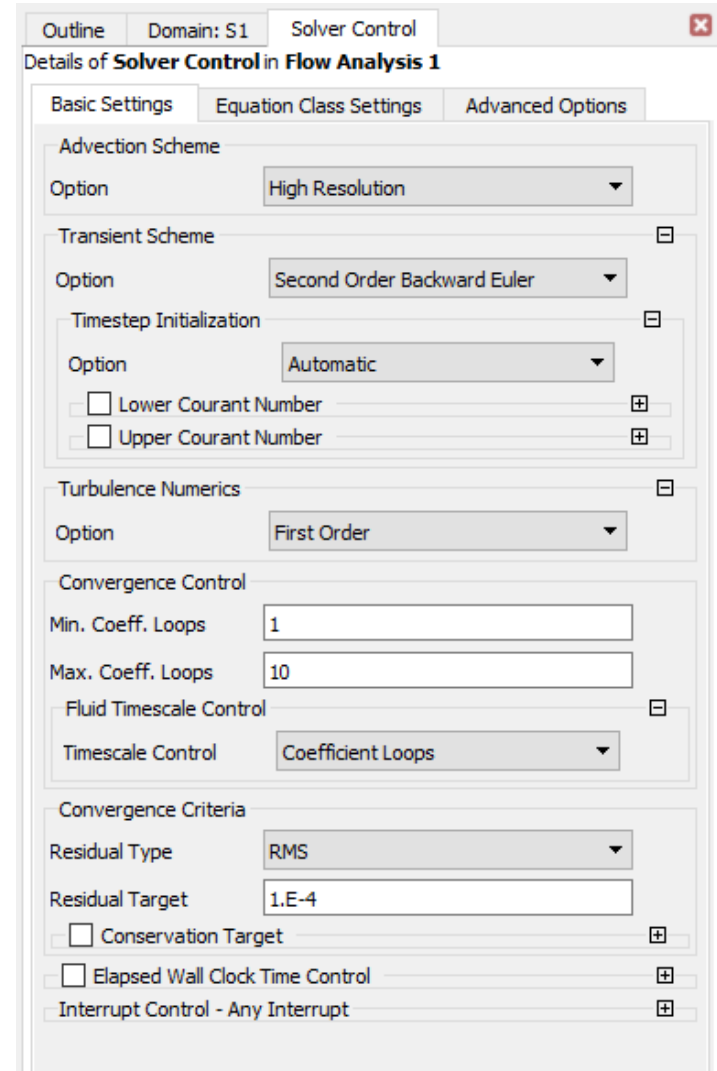 Outline Domain: S1 Solver Control
Details of Solver Control in Flow Analysis 1
Basic Settings Equation Class Settings Advanced Options
Advection Scheme
Option High Resolution
Transient Scheme
Option Second Order Backward Euler
Timestep Initialization
Option Automatic
Lower Courant Number
Upper Courant Number
Turbulence Numerics
Option First Order
Convergence Control
Min. Coeff. Loops 1
Max. Coeff. Loops 10
Fluid Timescale Control
Timescale Control Coefficient Loops
Convergence Criteria
Residual Type RMS
Residual Target 1.E-4
Conservation Target
Elapsed Wall Clock Time Control
Interrupt Control - Any Interrupt